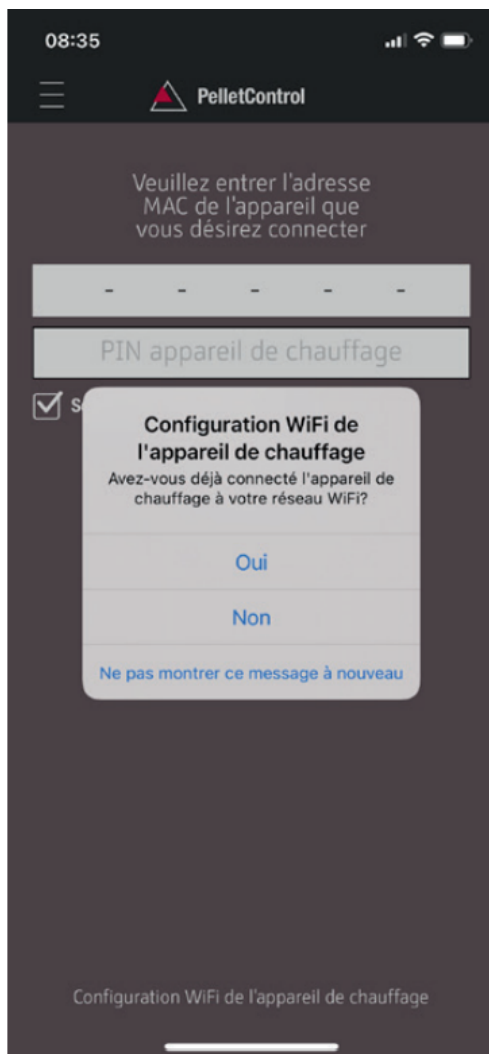 08:35
PelletControl
Veuillez entrer l'adresse
MAC de l'appareil que
vous désirez connecter
- - - - -
PIN appareil de chauffage
Configuration WiFi de
l'appareil de chauffage
Avez-vous déjà connecté l'appareil de
chauffage à votre réseau WiFi?
Oui
Non
Ne pas montrer ce message à nouveau
Configuration WiFi de l'appareil de chauffage